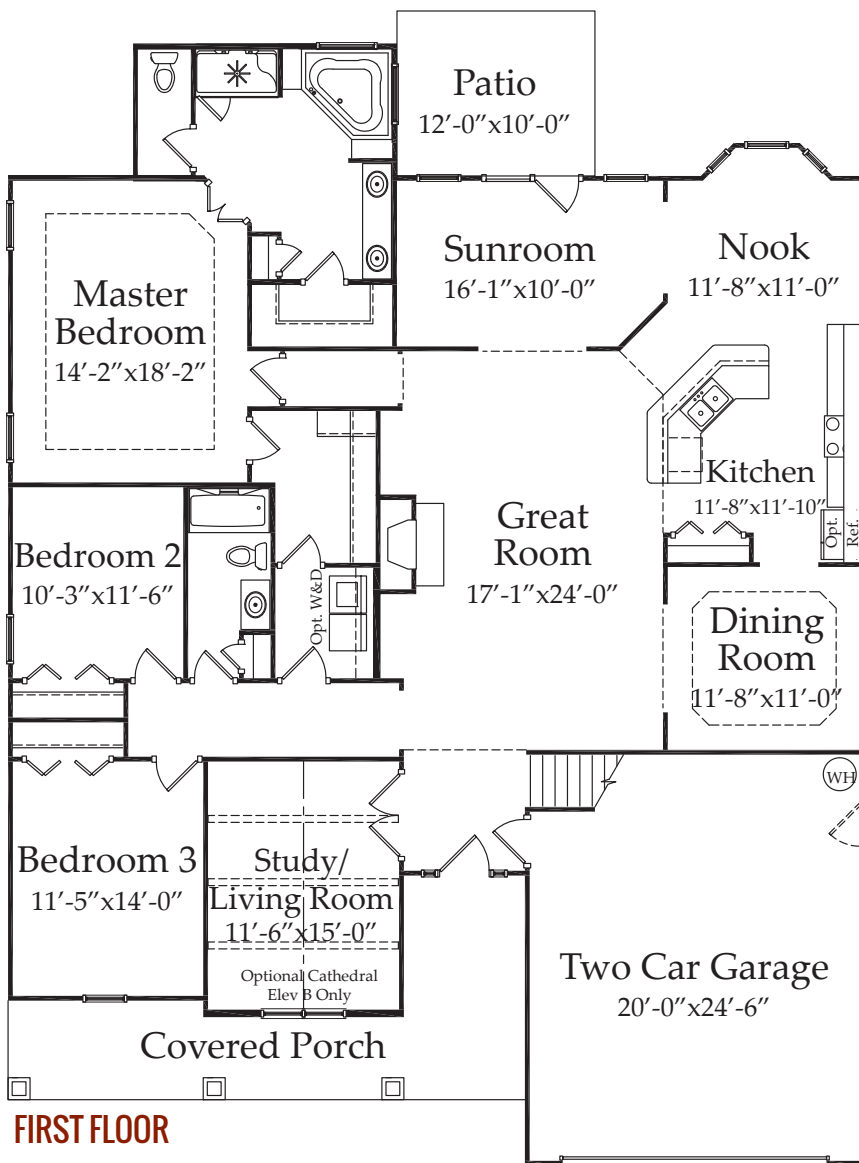 Patio
12′-0″x10′-0″
Sunroom
16′-1″x10′-0″
Nook
11′-8″x11′-0″
Master
Bedroom
14′-2″x18′-2″
Kitchen
11′-8″x11′-10″
Opt.
Ref.
Great
Room
17′-1″x24′-0″
Bedroom 2
10′-3″x11′-6″
Opt. W&D
Dining
Room
11′-8″x11′-0″
WH
Bedroom 3
11′-5″x14′-0″
Study/
Living Room
11′-6″x15′-0″
Optional Cathedral
Elev B Only
Two Car Garage
20′-0″x24′-6″
Covered Porch
FIRST FLOOR